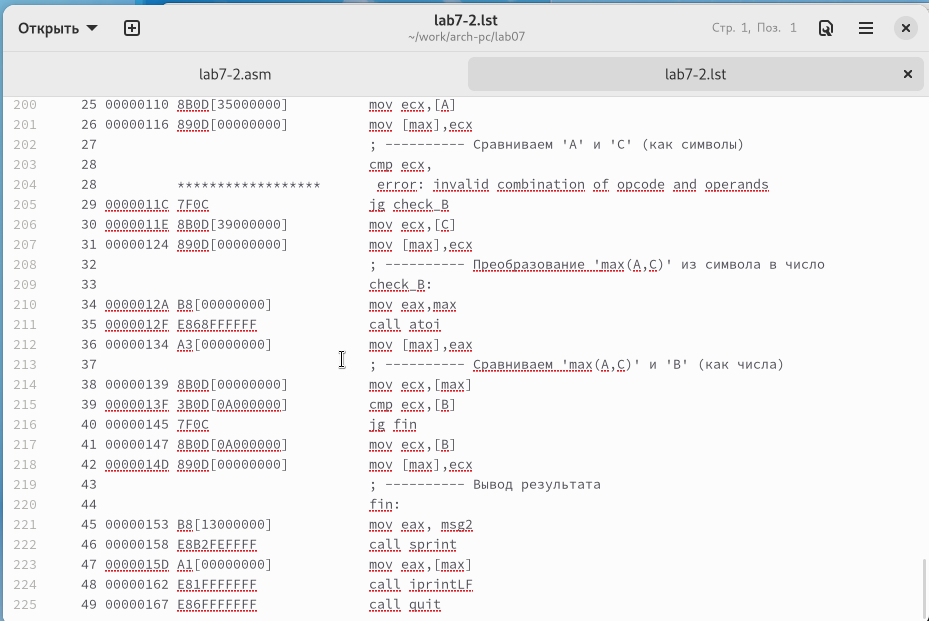 Открыть
lab7-2.lst
~/work/arch-pc/lab07
Стр. 1, Поз. 1
lab7-2.asm
lab7-2.lst
200 25 00000110 8B0D[35000000] mov ecx,[A]
201 26 00000116 890D[00000000] mov [max],ecx
202 27 ; ---------- Сравниваем 'A' и 'C' (как символы)
203 28 cmp ecx,
204 28 ****************** error: invalid combination of opcode and operands
205 29 0000011C 7F0C jg check_B
206 30 0000011E 8B0D[39000000] mov ecx,[C]
207 31 00000124 890D[00000000] mov [max],ecx
208 32 ; ---------- Преобразование 'max(A,C)' из символа в число
209 33 check_B:
210 34 0000012A B8[00000000] mov eax,max
211 35 0000012F E868FFFFFF call atoi
212 36 00000134 A3[00000000] mov [max],eax
213 37 ; ---------- Сравниваем 'max(A,C)' и 'B' (как числа)
214 38 00000139 8B0D[00000000] mov ecx,[max]
215 39 0000013F 3B0D[0A000000] cmp ecx,[B]
216 40 00000145 7F0C jg fin
217 41 00000147 8B0D[0A000000] mov ecx,[B]
218 42 0000014D 890D[00000000] mov [max],ecx
219 43 ; ---------- Вывод результата
220 44 fin:
221 45 00000153 B8[13000000] mov eax, msg2
222 46 00000158 E8B2FEFFFF call sprint
223 47 0000015D A1[00000000] mov eax,[max]
224 48 00000162 E81FFFFFFF call iprintLF
225 49 00000167 E86FFFFFFF call quit